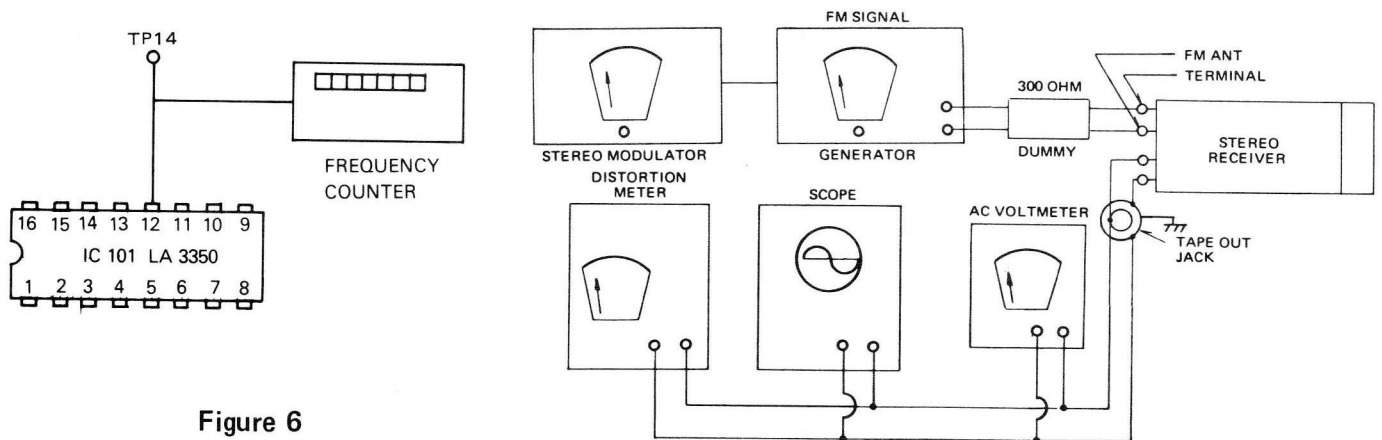 TP14
FREQUENCY
COUNTER
16 15 14 13 12 11 10 9
IC 101 LA 3350
1 2 3 4 5 6 7 8
Figure 6
FM SIGNAL
STEREO MODULATOR
GENERATOR
300 OHM
DUMMY
FM ANT
TERMINAL
STEREO
RECEIVER
DISTORTION
METER
SCOPE
AC VOLTMETER
TAPE OUT
JACK